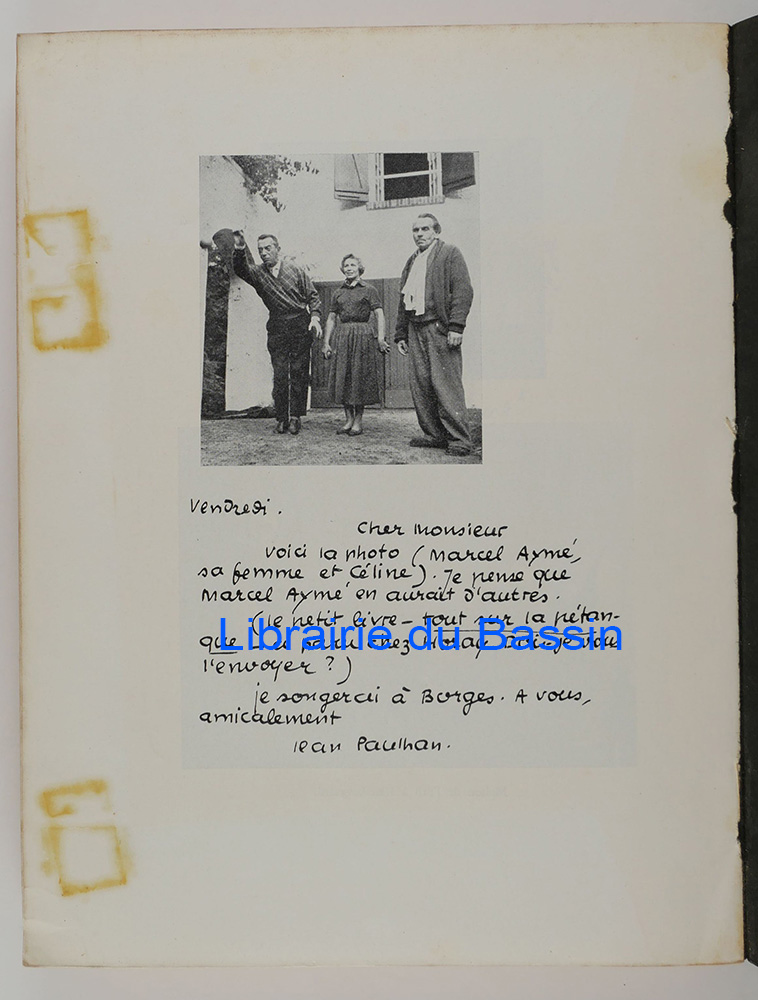 Vendredi.
Cher Monsieur
Voici la photo (Marcel Aymé,
sa femme et Céline). Je pense que
Marcel Aymé en aurait d'autres.
(Le petit livre – tout sur la pétan-
que
Librairie du Bassin
l'envoyer ?)
je songerai à Borges. A vous,
amicalement
Jean Paulhan.